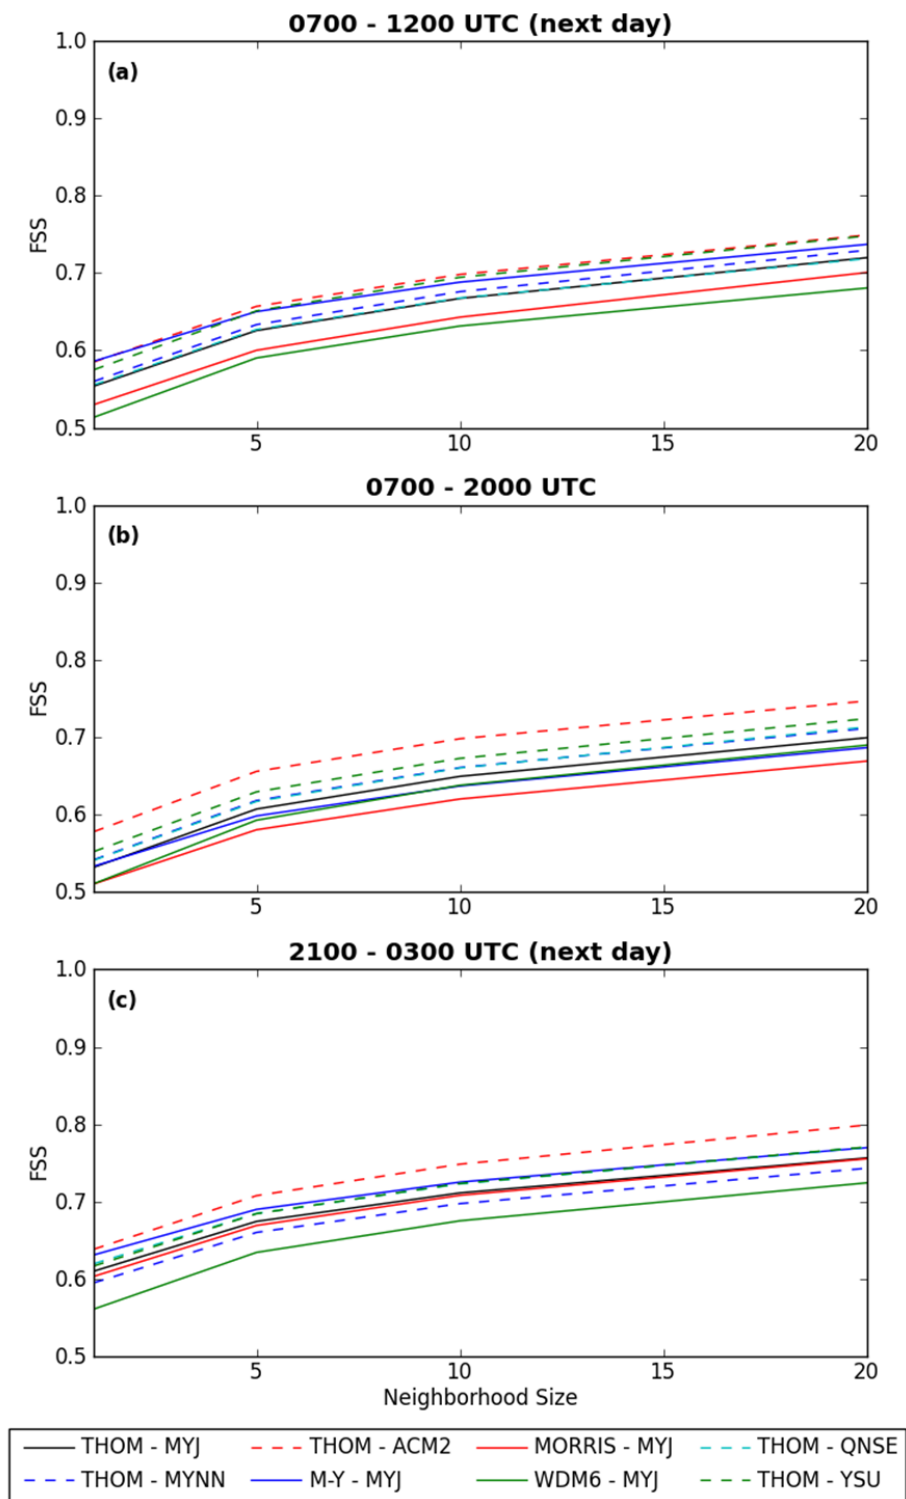 0700 - 1200 UTC (next day)
(a)
1.0
0.9
0.8
0.7
0.6
0.5
FSS
5 10 15 20
0700 - 2000 UTC
(b)
1.0
0.9
0.8
0.7
0.6
0.5
FSS
5 10 15 20
2100 - 0300 UTC (next day)
(c)
1.0
0.9
0.8
0.7
0.6
0.5
FSS
5 10 15 20
Neighborhood Size
THOM - MYJ THOM - ACM2 MORRIS - MYJ THOM - QNSE
THOM - MYNN M-Y - MYJ WDM6 - MYJ THOM - YSU